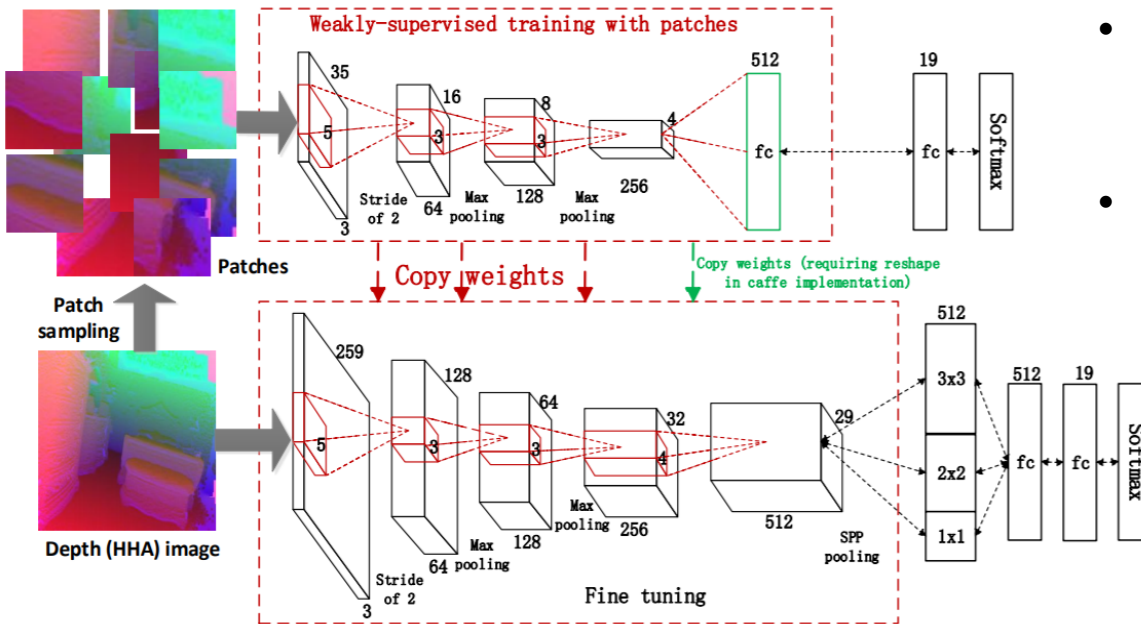 Weakly-supervised training with patches
35
5
3
Stride
of 2
16
3
64
Max
pooling
8
3
128
Max
pooling
4
256
512
fc
19
fc
Softmax
Patches
Patch
sampling
Copy weights
Copy weights (requiring reshape
in caffe implementation)
Depth (HHA) image
259
5
3
Stride
of 2
128
3
64
Max
pooling
64
3
128
Max
pooling
32
4
256
29
512
SPP
pooling
Fine tuning
512
3x3
2x2
1x1
512
fc
19
fc
Softmax